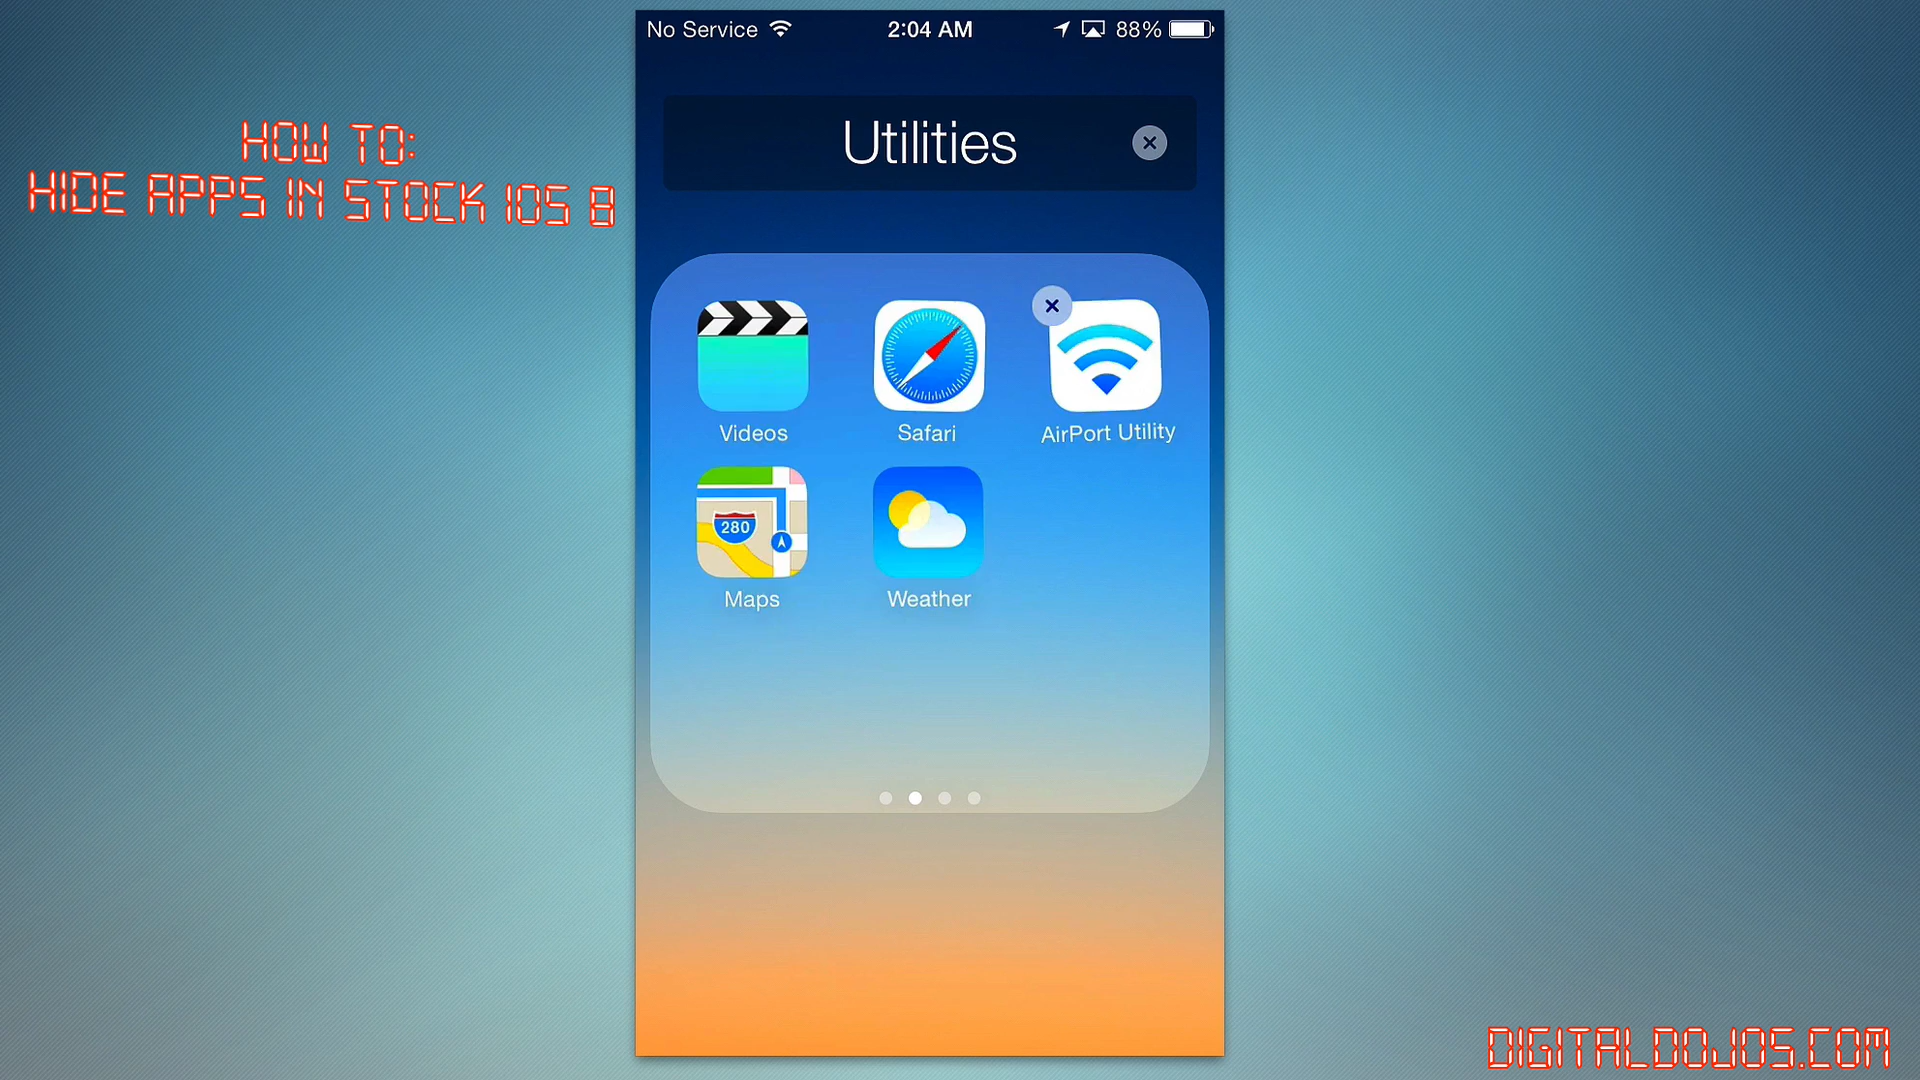 No Service 2:04 AM 88%
HOW TO:
HIDE APPS IN STOCK IOS 8
Utilities
Videos Safari AirPort Utility
280
Maps Weather
DIGITALDOJOS.COM